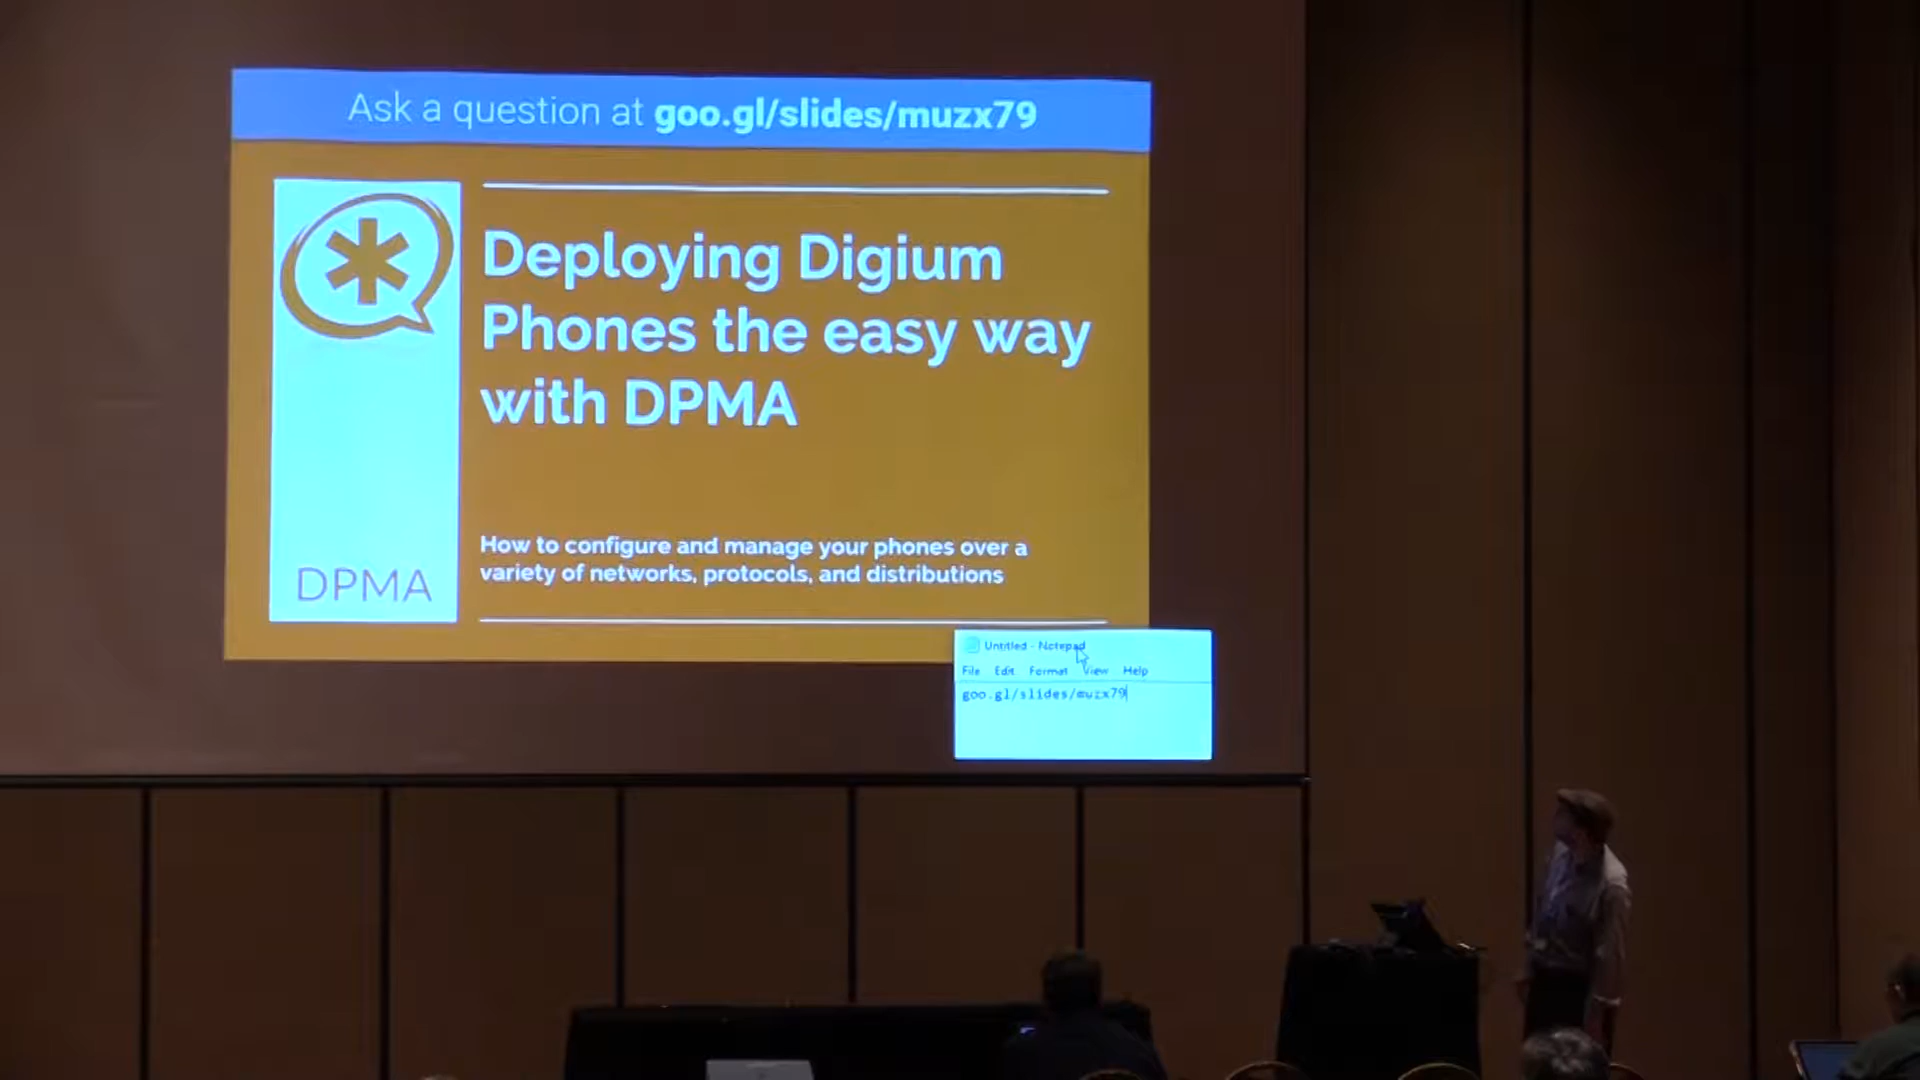 Ask a question at goo.gl/slides/muzx79
Deploying Digium
Phones the easy way
with DPMA
How to configure and manage your phones over a
variety of networks, protocols, and distributions
DPMA
Untitled - Notepad
File Edit Format View Help
goo.gl/slides/muzx79